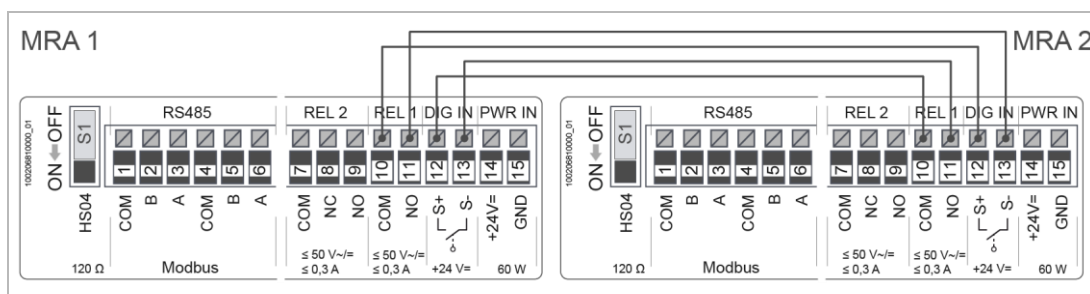 MRA 1
MRA 2
100206810000_01
ON ⬅ OFF
S1
HS04
120 Ω
RS485
REL 2
REL 1
DIG IN
PWR IN
1 2 3 4 5 6 7 8 9 10 11 12 13 14 15
COM B A COM B A COM NC NO COM NO S+ S- +24V= GND
Modbus
≤ 50 V~/=
≤ 0,3 A
≤ 50 V~/=
≤ 0,3 A
+24 V=
60 W
100206810000_01
ON ⬅ OFF
S1
HS04
120 Ω
RS485
REL 2
REL 1
DIG IN
PWR IN
1 2 3 4 5 6 7 8 9 10 11 12 13 14 15
COM B A COM B A COM NC NO COM NO S+ S- +24V= GND
Modbus
≤ 50 V~/=
≤ 0,3 A
≤ 50 V~/=
≤ 0,3 A
+24 V=
60 W